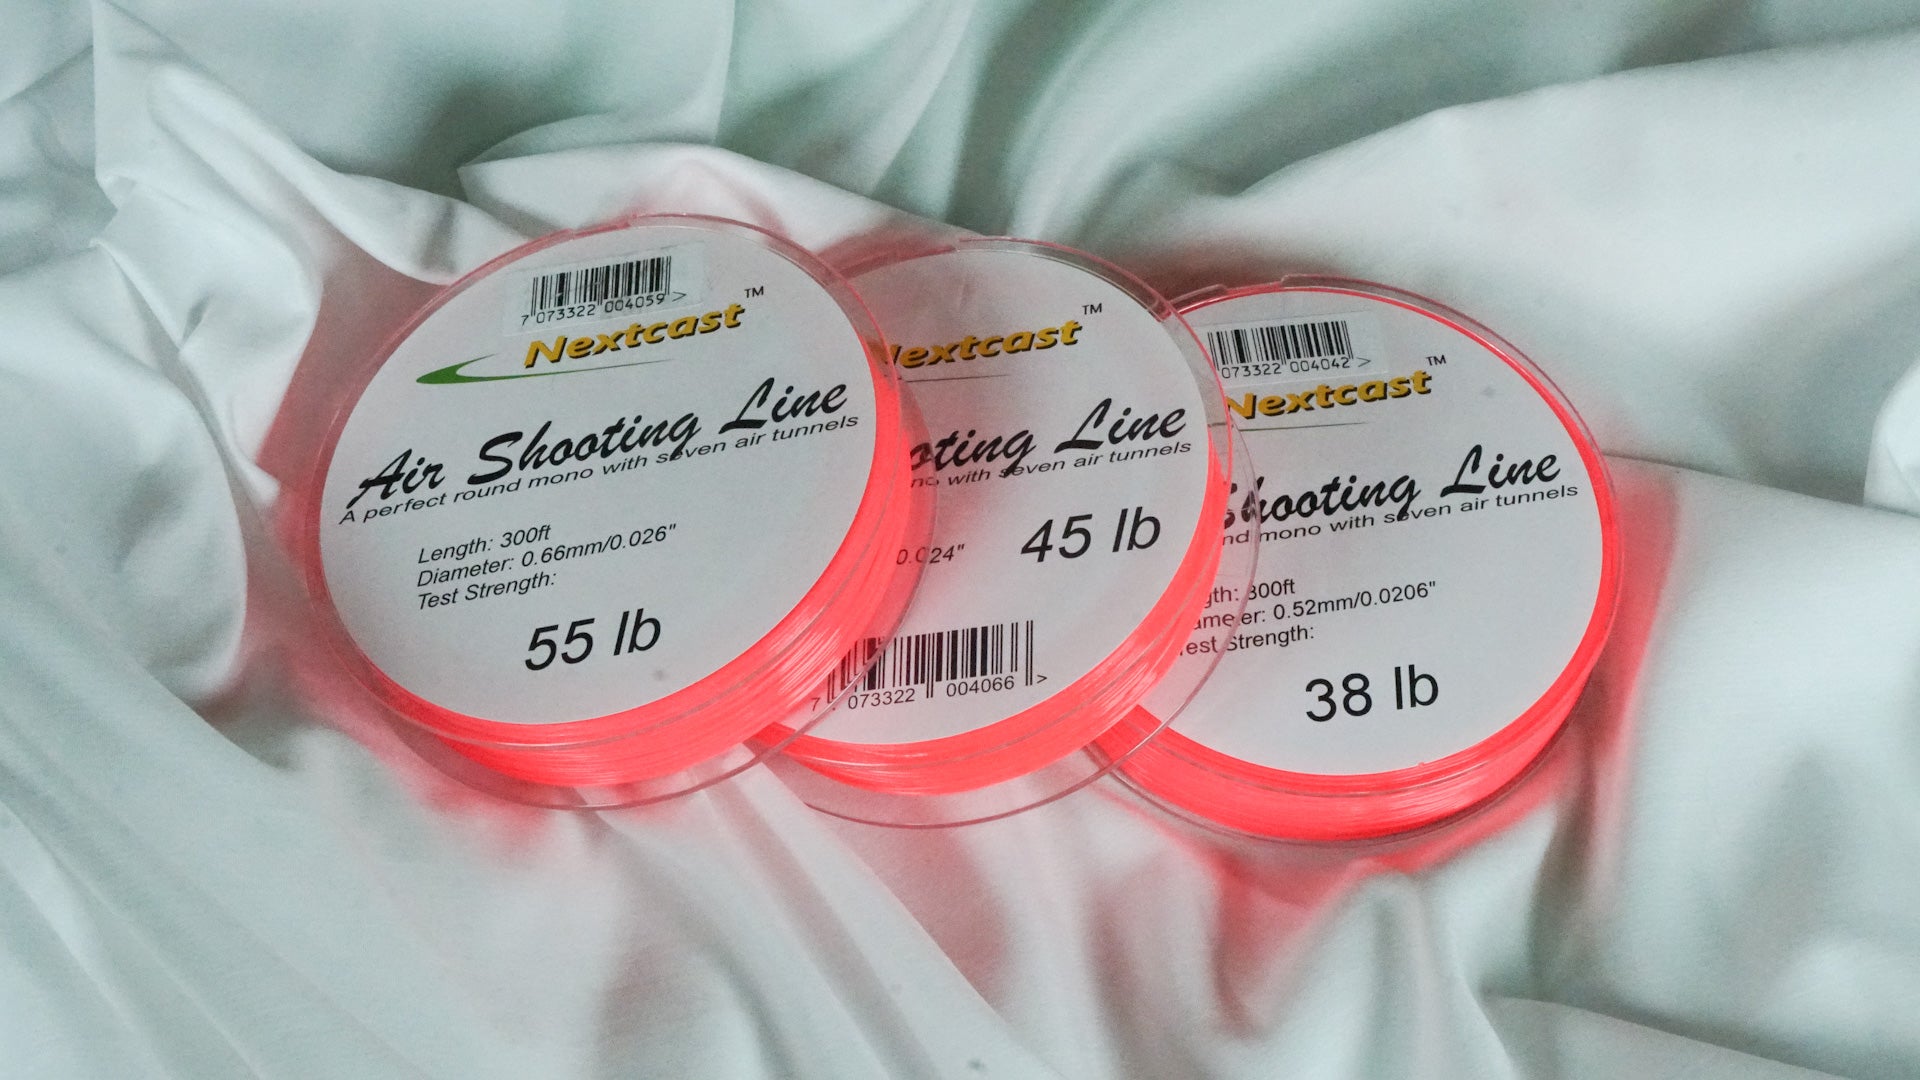 7 073322 004059 >
Nextcast™
Air Shooting Line
A perfect round mono with seven air tunnels
Length: 300ft
Diameter: 0.66mm/0.026"
Test Strength:
55 lb
Nextcast™
oting Line
with seven air tunnels
0.024"
45 lb
7 073322 004066 >
073322 004042 >
Nextcast™
Shooting Line
nd mono with seven air tunnels
gth: 300ft
ameter: 0.52mm/0.0206"
Test Strength:
38 lb